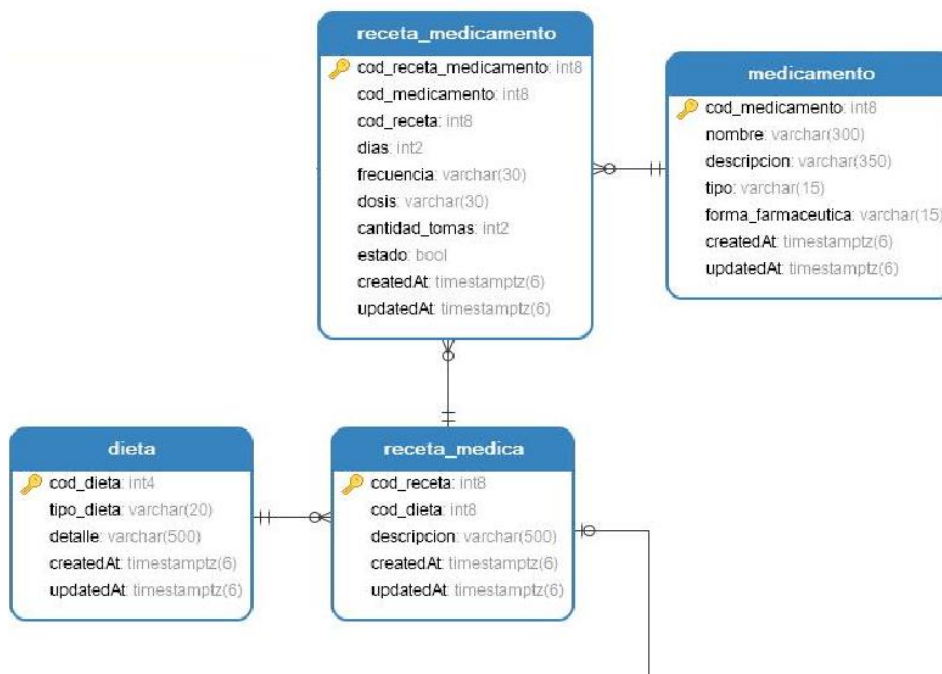 receta_medicamento
cod_receta_medicamento: int8
cod_medicamento: int8
cod_receta: int8
dias: int2
frecuencia: varchar(30)
dosis: varchar(30)
cantidad_tomas: int2
estado: bool
createdAt: timestamptz(6)
updatedAt: timestamptz(6)
medicamento
cod_medicamento: int8
nombre: varchar(300)
descripcion: varchar(350)
tipo: varchar(15)
forma_farmaceutica: varchar(15)
createdAt: timestamptz(6)
updatedAt: timestamptz(6)
dieta
cod_dieta: int4
tipo_dieta: varchar(20)
detalle: varchar(500)
createdAt: timestamptz(6)
updatedAt: timestamptz(6)
receta_medica
cod_receta: int8
cod_dieta: int8
descripcion: varchar(500)
createdAt: timestamptz(6)
updatedAt: timestamptz(6)